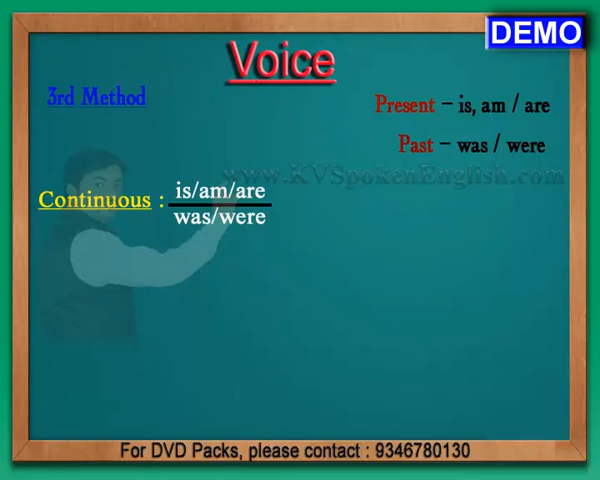 DEMO
Voice
3rd Method
Present – is, am / are
Past – was / were
www.KVSpokenEnglish.com
Continuous : is/am/are
was/were
For DVD Packs, please contact : 9346780130